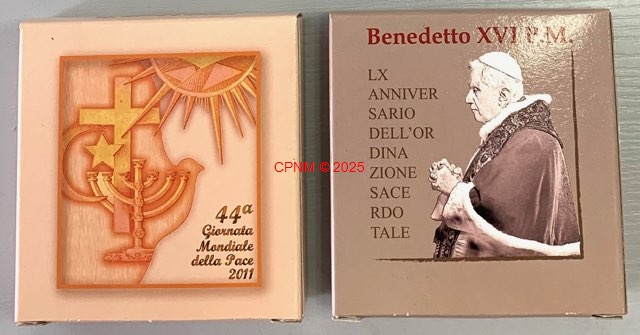 44a
Giornata
Mondiale
della Pace
2011
CPNM © 2025
Benedetto XVI P.M.
LX
ANNIVER
SARIO
DELL'OR
DINA
ZIONE
SACE
RDO
TALE